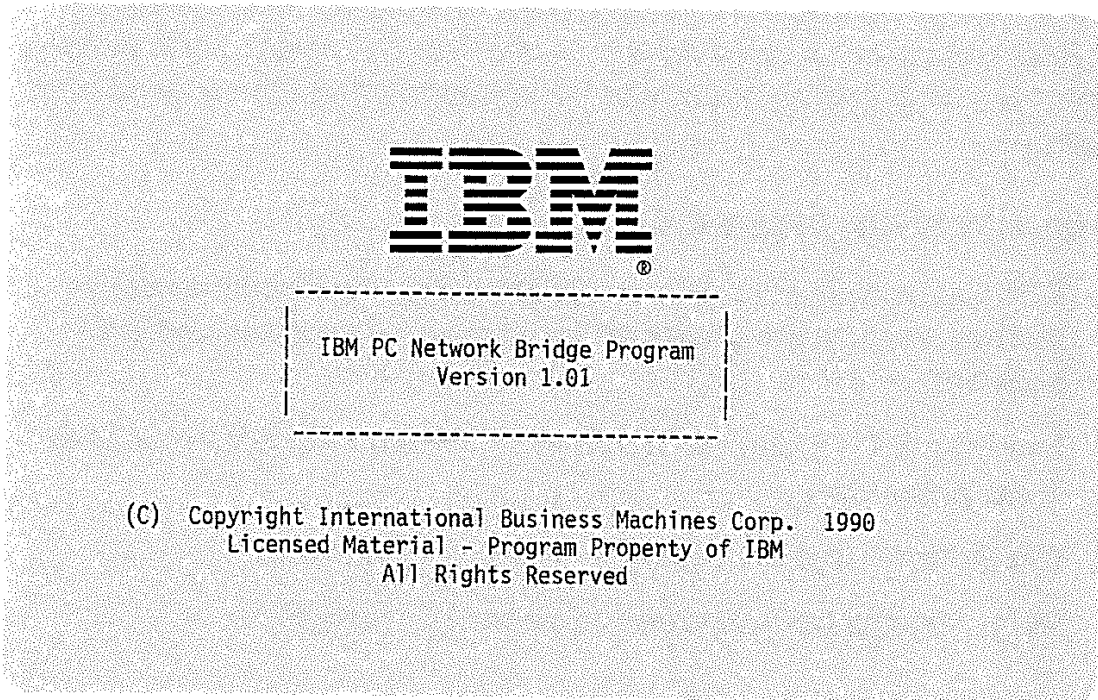 IBM
®
IBM PC Network Bridge Program
Version 1.01
(C) Copyright International Business Machines Corp. 1990
Licensed Material - Program Property of IBM
All Rights Reserved